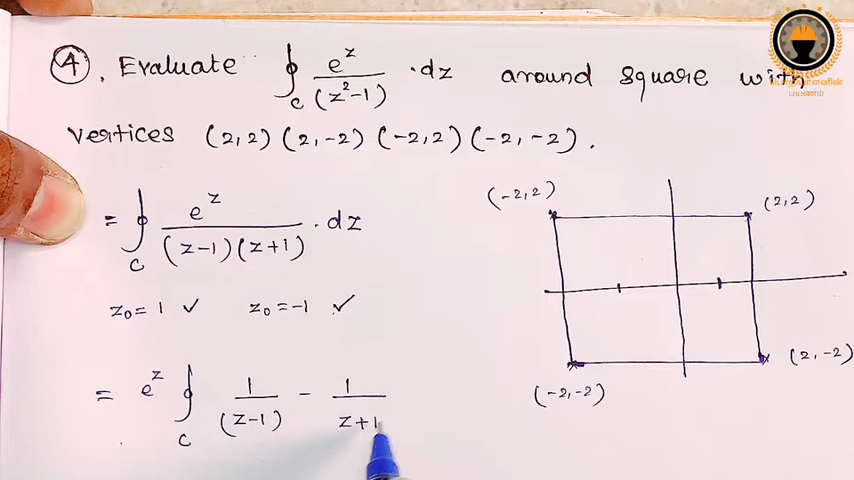 ④. Evaluate ∮_C e^z/(z²-1) .dz around square with
vertices (2,2) (2,-2) (-2,2) (-2,-2).
= ∮_C e^z/((z-1)(z+1)) .dz
z₀=1 ✓ z₀=-1 ✓
= e^z ∮_C 1/(z-1) - 1/(z+1
(-2,2)
(2,2)
(2,-2)
(-2,-2)
பயணம்